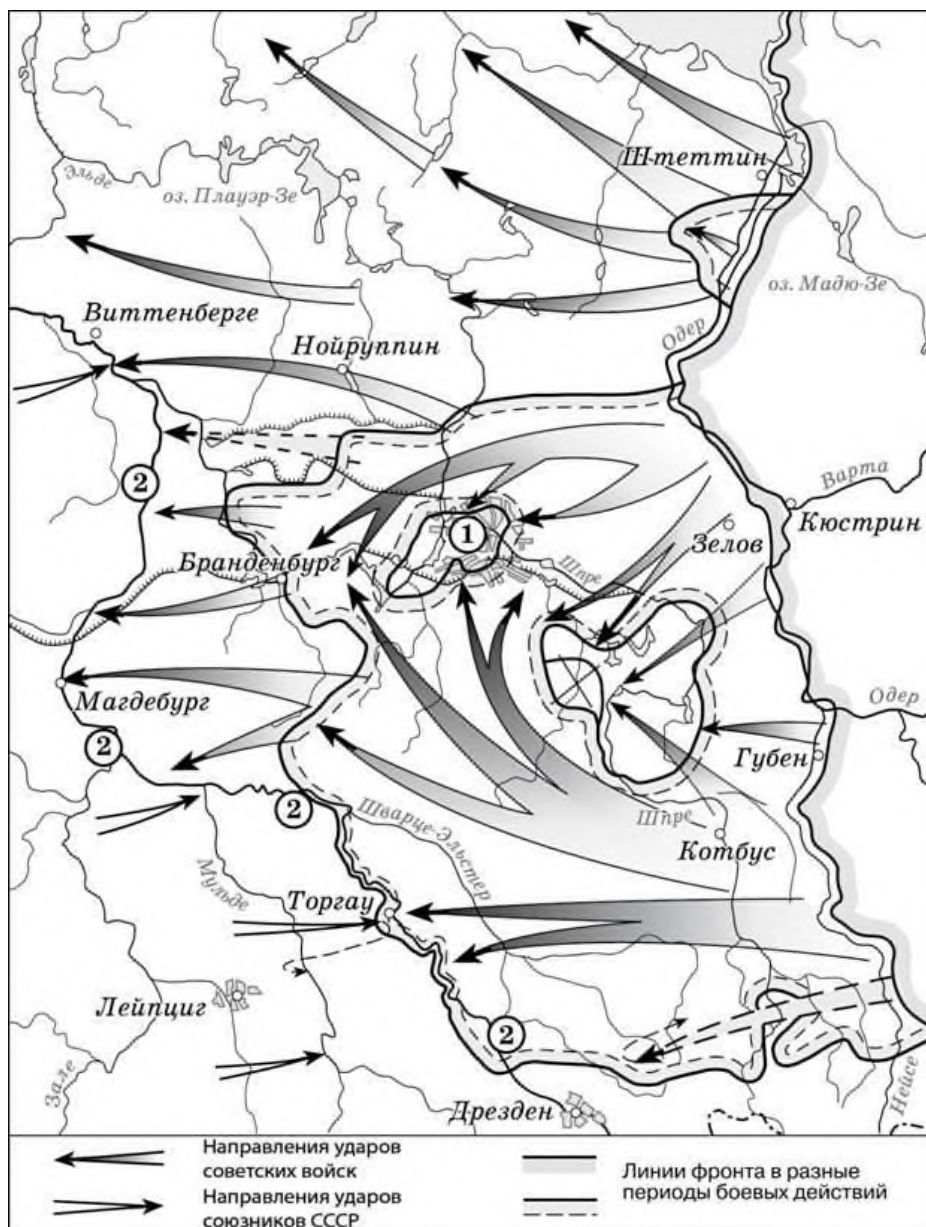 Штеттин
Эльде
оз. Плауэр-Зе
оз. Мадю-Зе
Виттенберге
Одер
Нойруппин
2
Варта
Кюстрин
1
Зелов
Бранденбург
Шпре
Магдебург
Одер
2
Губен
2
Шварце-Эльстер
Шпре
Котбус
Мульде
Торгау
Лейпциг
2
Зале
Дрезден
Нейсе
Направления ударов
советских войск
Направления ударов
союзников СССР
Линии фронта в разные
периоды боевых действий